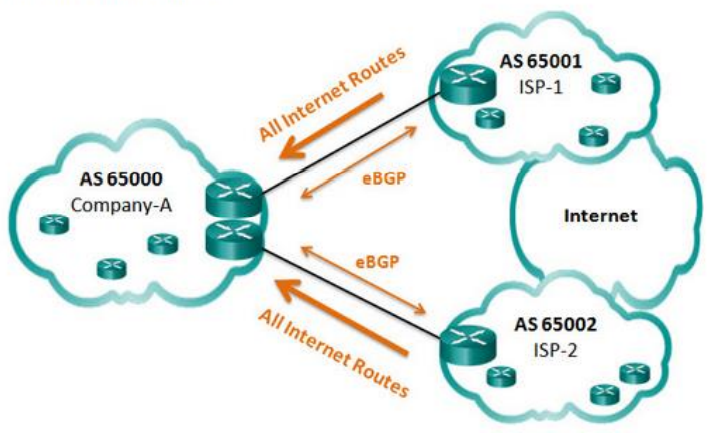 AS 65001
ISP-1
All Internet Routes
eBGP
AS 65000
Company-A
Internet
eBGP
All Internet Routes
AS 65002
ISP-2